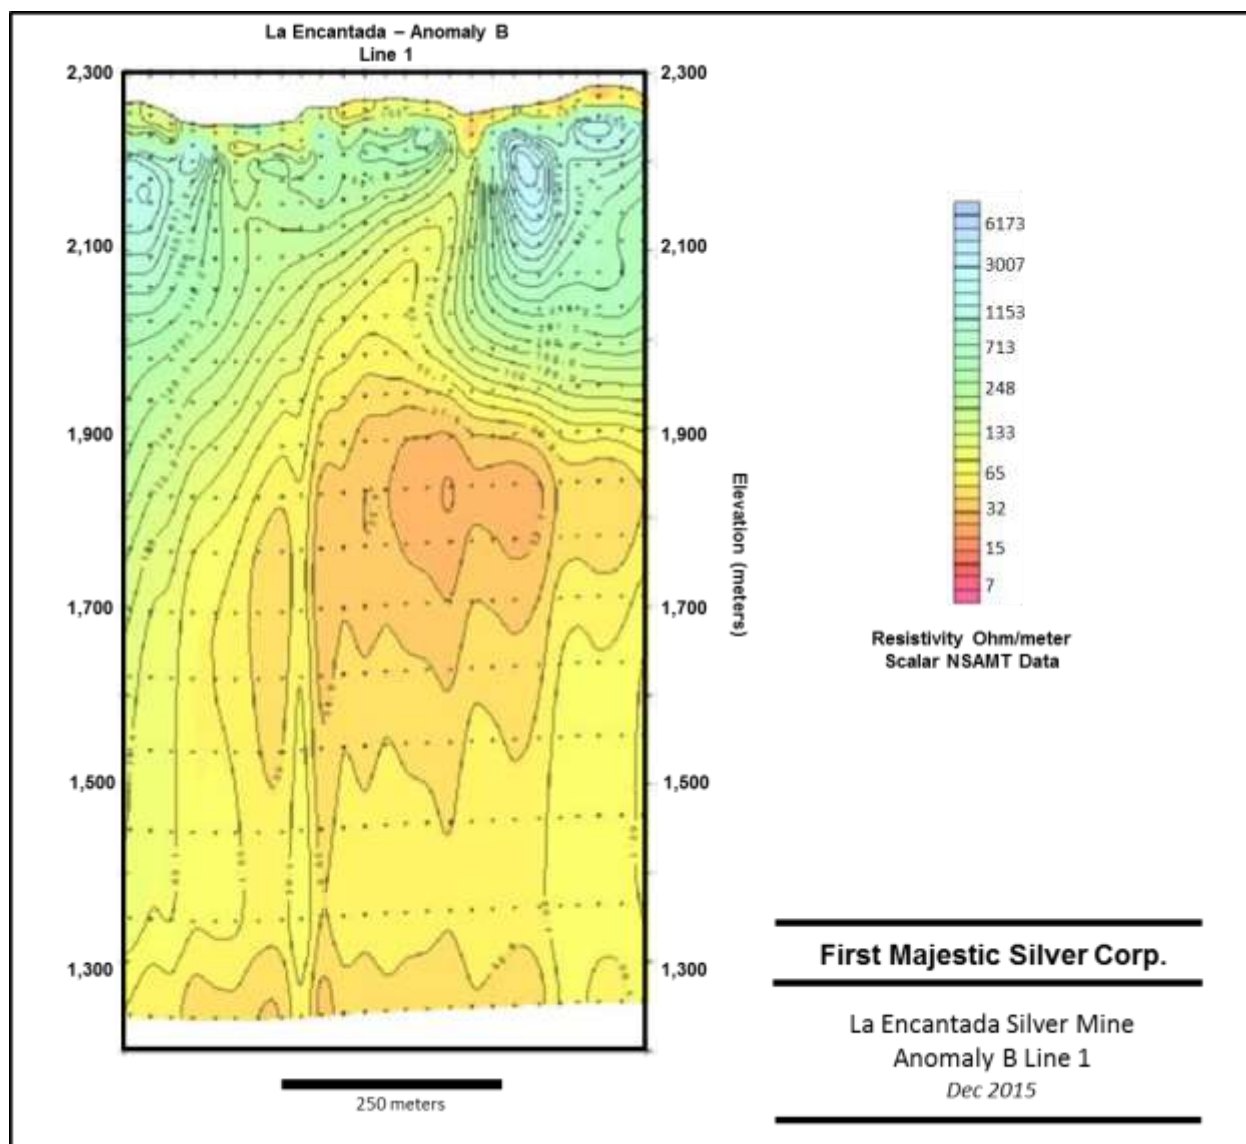 La Encantada – Anomaly B
Line 1
2,300
2,300
2,100
2,100
1,900
1,900
1,700
1,700
1,500
1,500
1,300
1,300
Elevation (meters)
250 meters
6173
3007
1153
713
248
133
65
32
15
7
Resistivity Ohm/meter
Scalar NSAMT Data
First Majestic Silver Corp.
La Encantada Silver Mine
Anomaly B Line 1
Dec 2015